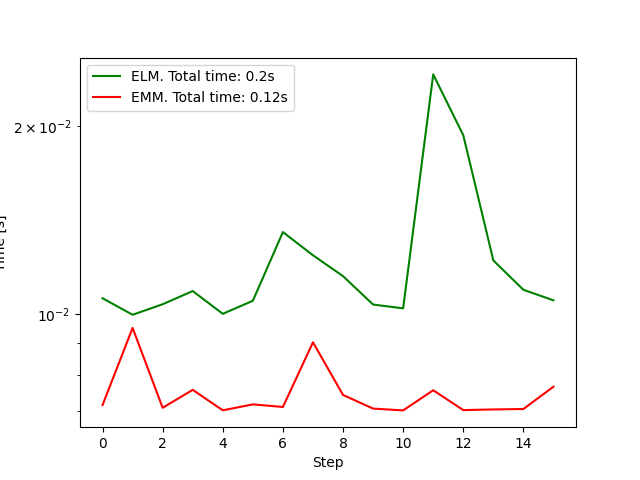 ELM. Total time: 0.2s
EMM. Total time: 0.12s
2 × 10⁻²
10⁻²
Time [s]
0 2 4 6 8 10 12 14
Step